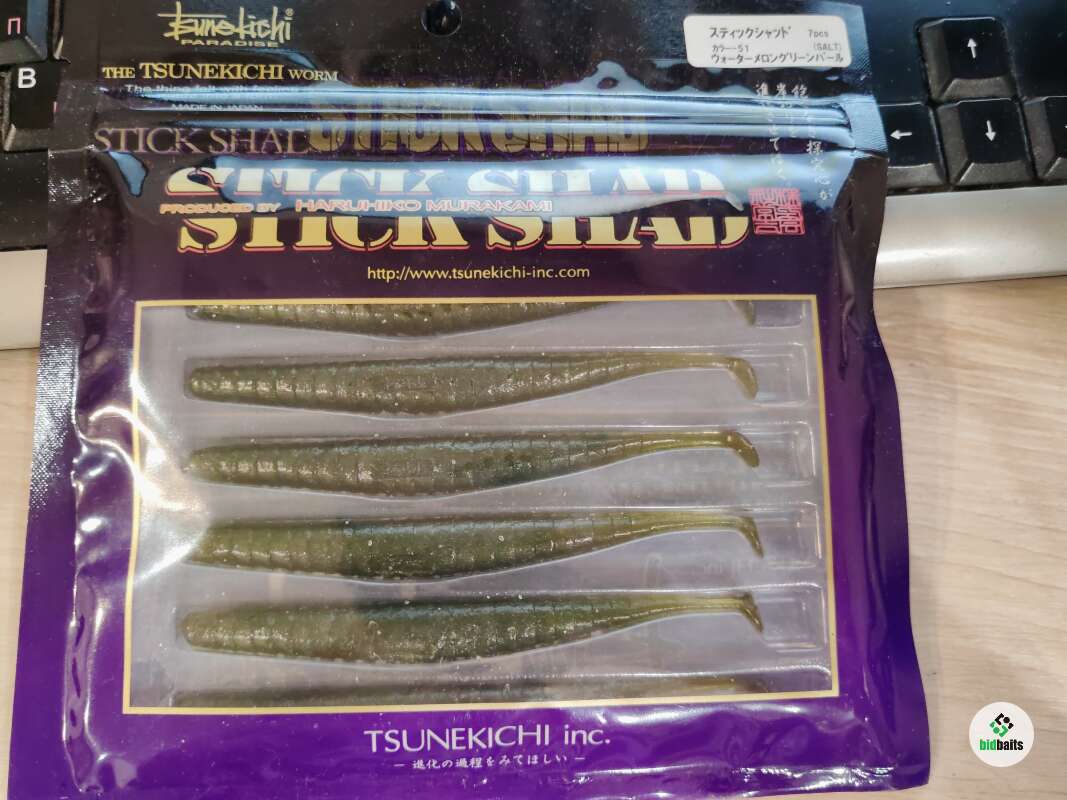 Tsunekichi®
PARADISE
THE TSUNEKICHI WORM
MADE IN JAPAN
スティックシャッド 7pcs
カラー51 (SALT)
ウォーターメロングリーンパール
STICK SHAD
STICK SHAD
STICK SHAD
PRODUCED BY HARUHIKO MURAKAMI
http://www.tsunekichi-inc.com
TSUNEKICHI inc.
― 進化の過程をみてほしい ―
П
B
↑
←
↓
bidbaits